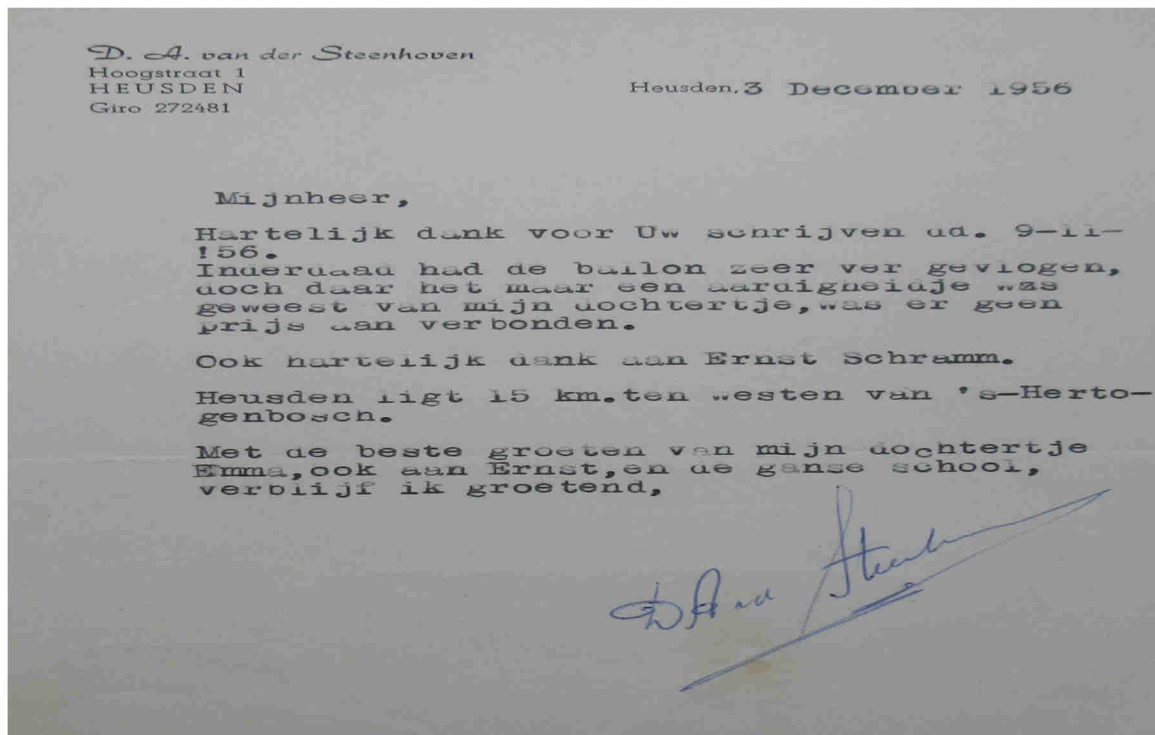 D. A. van der Steenhoven
Hoogstraat 1
HEUSDEN
Giro 272481
Heusden, 3 December 1956
Mijnheer,
Hartelijk dank voor Uw schrijven dd. 9-11-
'56.
Inderdaad had de ballon zeer ver gevlogen,
doch daar het maar een aardigheidje was
geweest van mijn dochtertje,was er geen
prijs aan verbonden.
Ook hartelijk dank aan Ernst Schramm.
Heusden ligt 15 km.ten westen van 's-Herto-
genbosch.
Met de beste groeten van mijn dochtertje
Emma,ook aan Ernst,en de ganse school,
verblijf ik groetend,